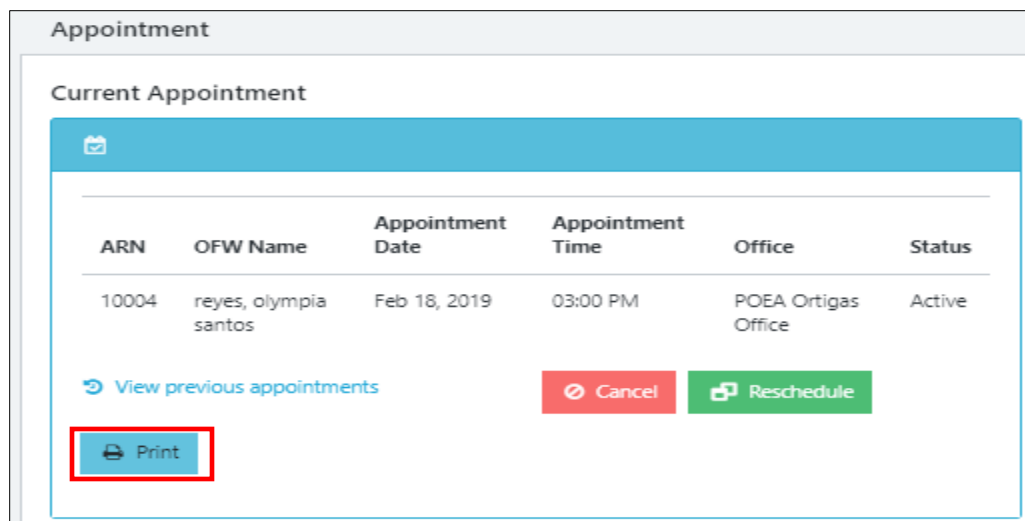 Appointment
Current Appointment
ARN OFW Name Appointment Date Appointment Time Office Status
10004 reyes, olympia santos Feb 18, 2019 03:00 PM POEA Ortigas Office Active
View previous appointments Cancel Reschedule
Print